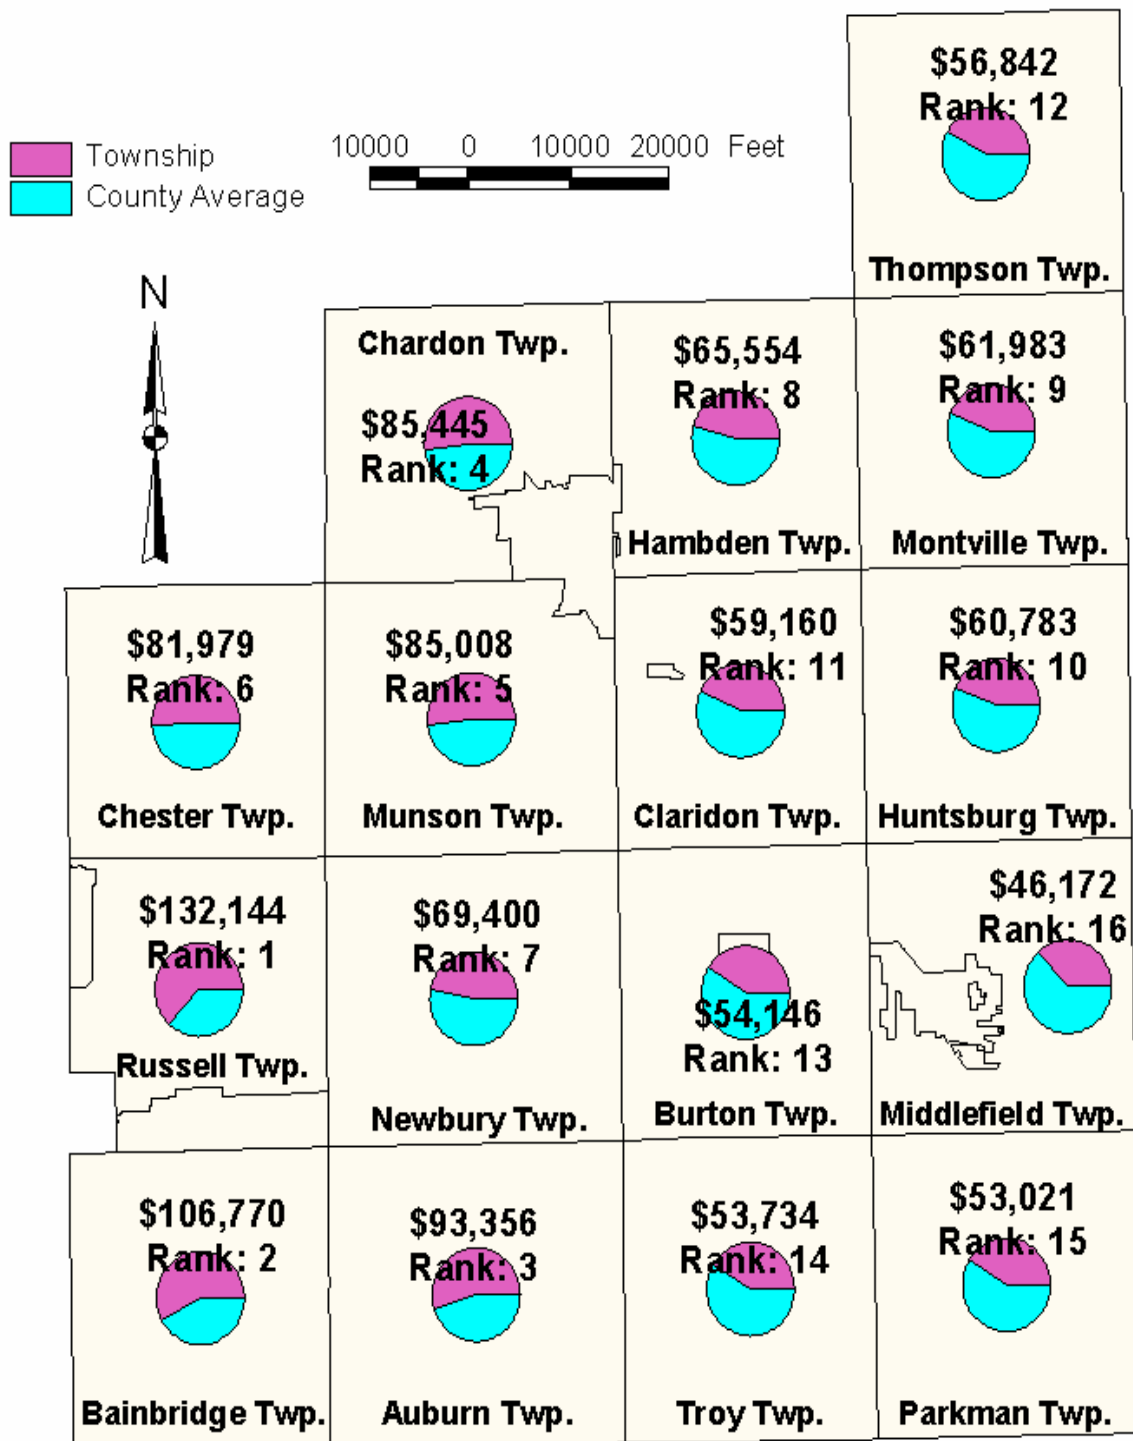 $56,842
Rank: 12
Thompson Twp.
Township
County Average
10000 0 10000 20000 Feet
N
Chardon Twp.
$85,445
Rank: 4
$65,554
Rank: 8
Hambden Twp.
$61,983
Rank: 9
Montville Twp.
$81,979
Rank: 6
Chester Twp.
$85,008
Rank: 5
Munson Twp.
$59,160
Rank: 11
Claridon Twp.
$60,783
Rank: 10
Huntsburg Twp.
$132,144
Rank: 1
Russell Twp.
$69,400
Rank: 7
Newbury Twp.
$54,146
Rank: 13
Burton Twp.
$46,172
Rank: 16
Middlefield Twp.
$106,770
Rank: 2
Bainbridge Twp.
$93,356
Rank: 3
Auburn Twp.
$53,734
Rank: 14
Troy Twp.
$53,021
Rank: 15
Parkman Twp.